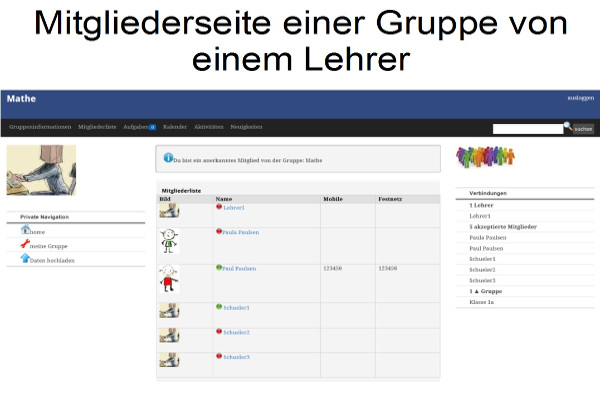 Mitgliederseite einer Gruppe von
einem Lehrer
Mathe
ausloggen
Gruppeninformationen Mitgliederliste Aufgaben 0 Kalender Aktivitäten Neuigkeiten
suchen
Du bist ein anerkanntes Mitglied von der Gruppe: Mathe
Private Navigation
home
meine Gruppe
Daten hochladen
Mitgliederliste
Bild Name Mobile Festnetz
Lehrer1
Paula Paulsen
Paul Paulsen 123456 123456
Schueler1
Schueler2
Schueler3
Verbindungen
1 Lehrer
Lehrer1
5 akzeptierte Mitglieder
Paula Paulsen
Paul Paulsen
Schueler1
Schueler2
Schueler3
1 ▲ Gruppe
Klasse 1a